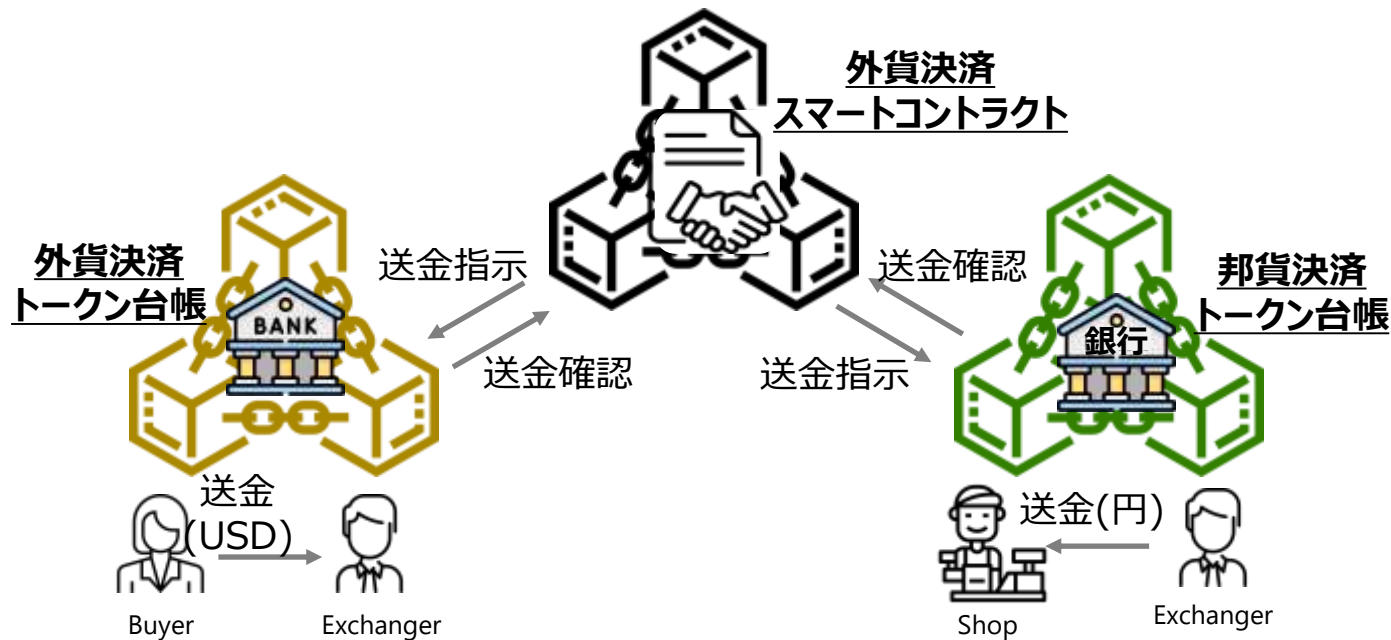 外貨決済
スマートコントラクト
外貨決済
トークン台帳
BANK
送金指示
送金確認
送金確認
送金指示
邦貨決済
トークン台帳
銀行
送金
(USD)
Buyer
Exchanger
送金(円)
Shop
Exchanger